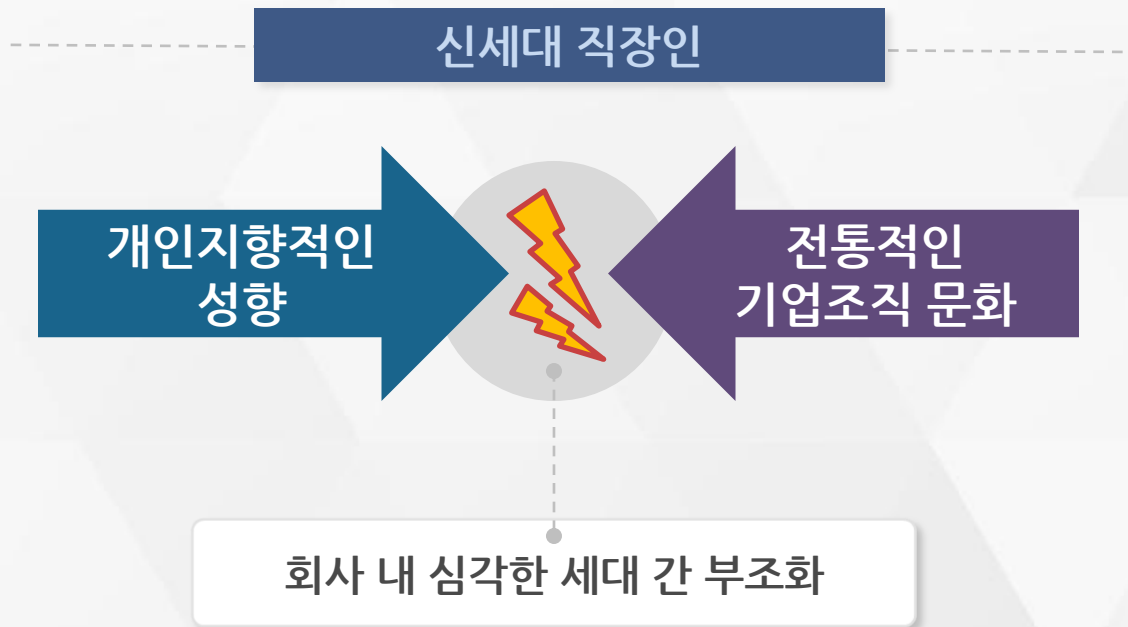 신세대 직장인
개인지향적인
성향
전통적인
기업조직 문화
회사 내 심각한 세대 간 부조화